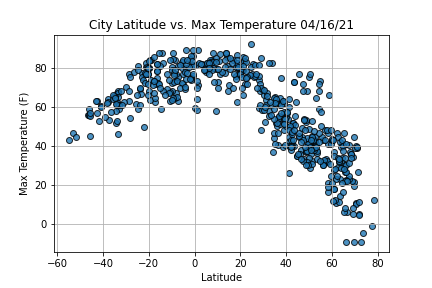 City Latitude vs. Max Temperature 04/16/21
Max Temperature (F)
80
60
40
20
0
−60 −40 −20 0 20 40 60 80
Latitude